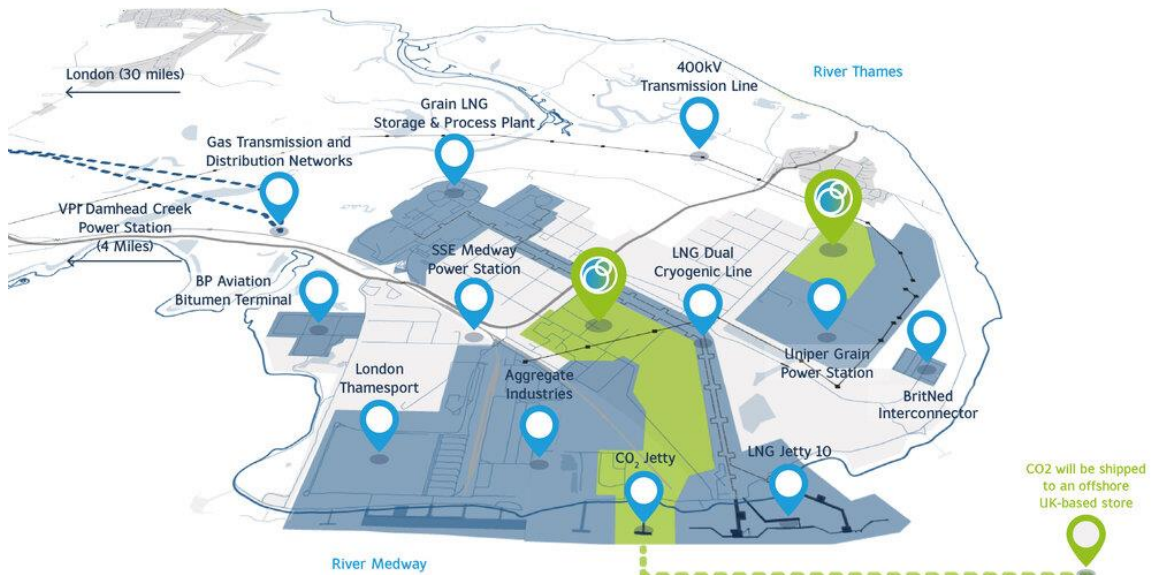 London (30 miles)
400kV
Transmission Line
River Thames
Grain LNG
Storage & Process Plant
Gas Transmission and
Distribution Networks
VPI Damhead Creek
Power Station
(4 Miles)
SSE Medway
Power Station
LNG Dual
Cryogenic Line
BP Aviation
Bitumen Terminal
Uniper Grain
Power Station
London
Thamesport
Aggregate
Industries
BritNed
Interconnector
CO₂ Jetty
LNG Jetty 10
CO2 will be shipped
to an offshore
UK-based store
River Medway